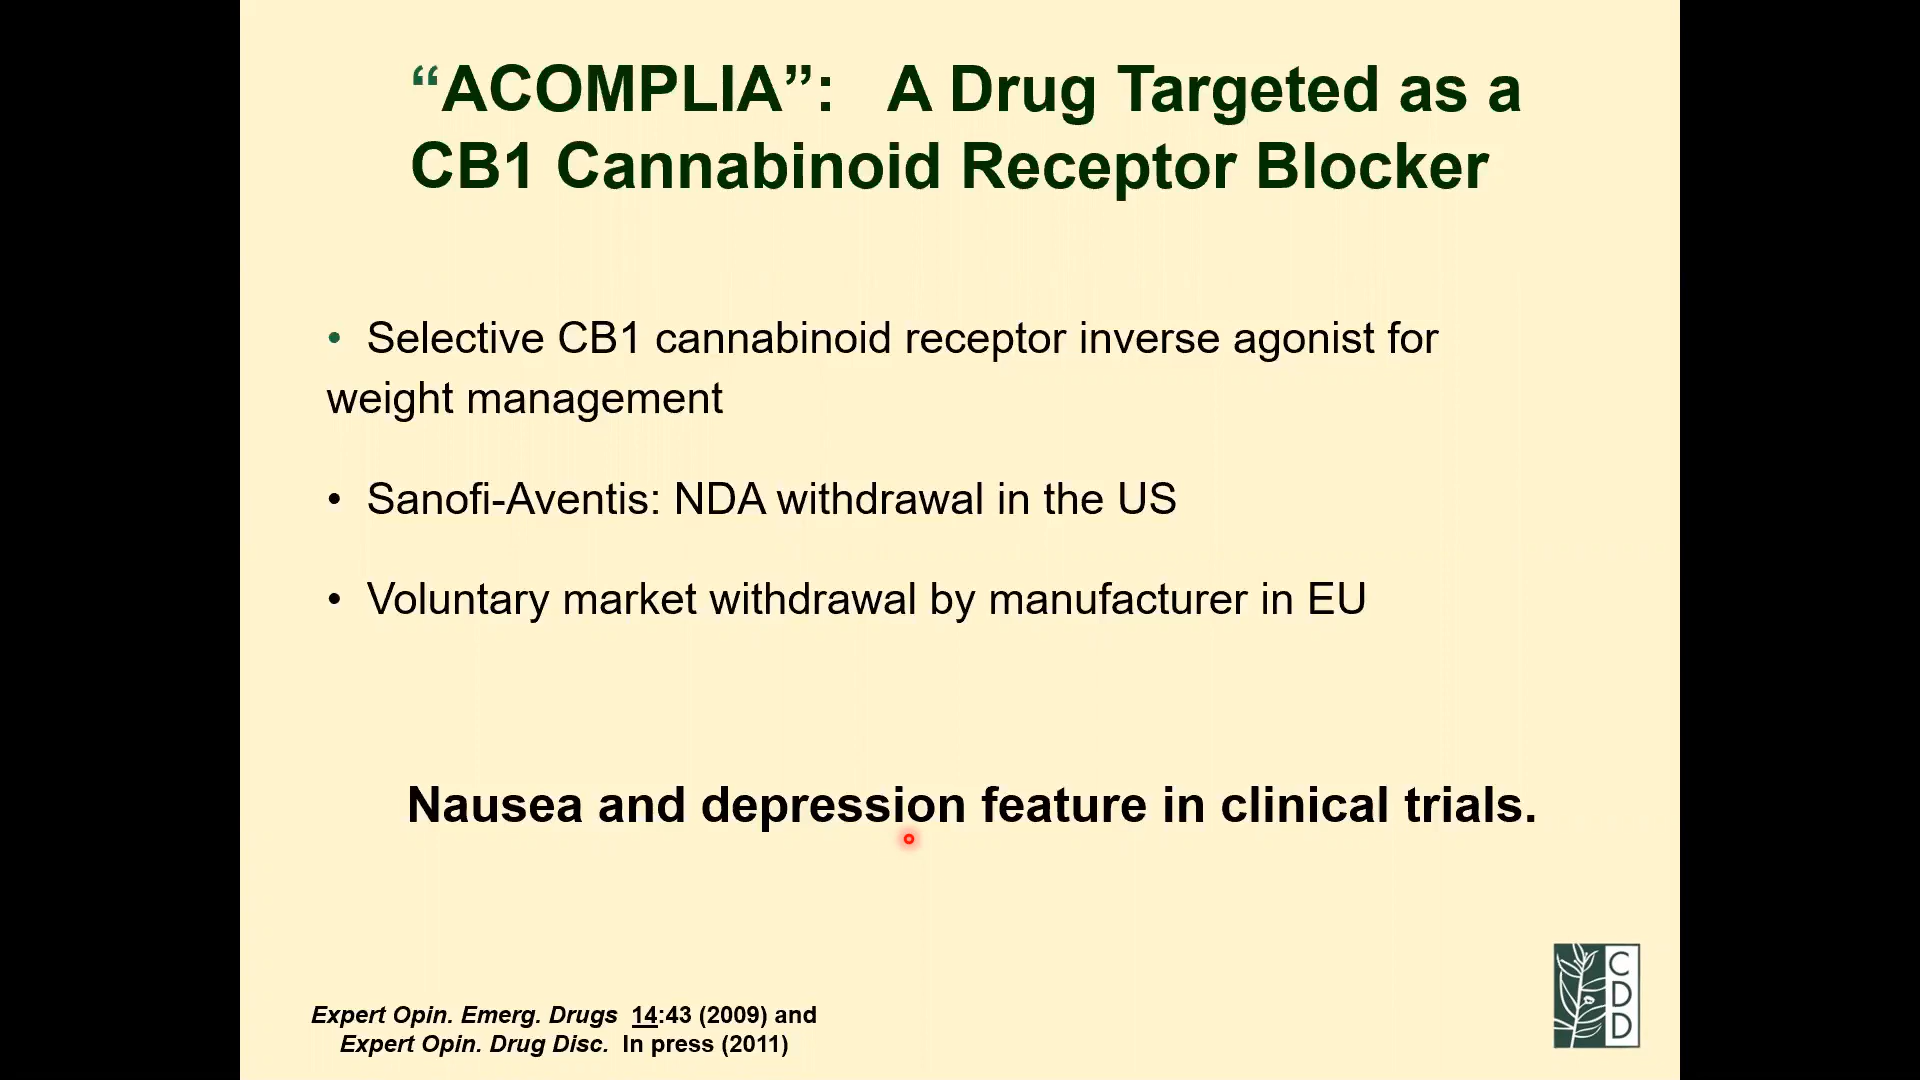 “ACOMPLIA”: A Drug Targeted as a
CB1 Cannabinoid Receptor Blocker
• Selective CB1 cannabinoid receptor inverse agonist for
weight management
• Sanofi-Aventis: NDA withdrawal in the US
• Voluntary market withdrawal by manufacturer in EU
Nausea and depression feature in clinical trials.
Expert Opin. Emerg. Drugs 14:43 (2009) and
Expert Opin. Drug Disc. In press (2011)
C
D
D